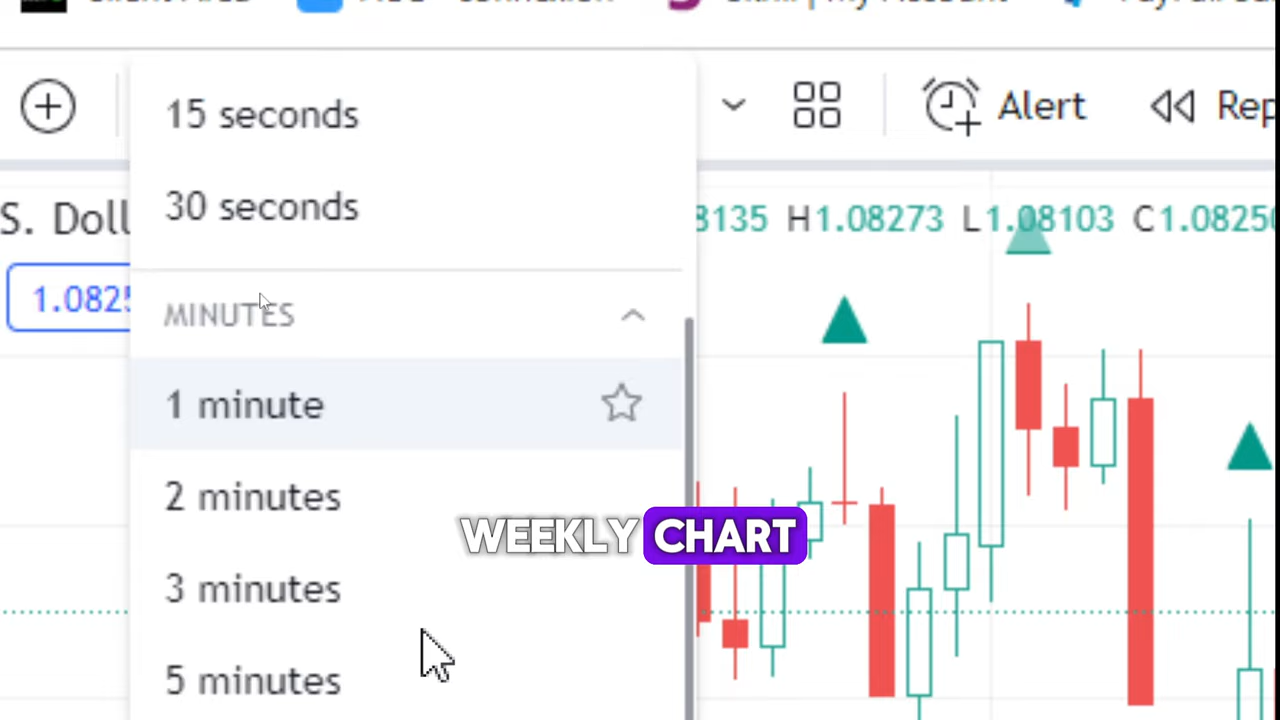 15 seconds
Alert
30 seconds
S. Doll
8135 H1.08273 L1.08103 C1.0825
1.082
MINUTES
1 minute
2 minutes
WEEKLY CHART
3 minutes
5 minutes